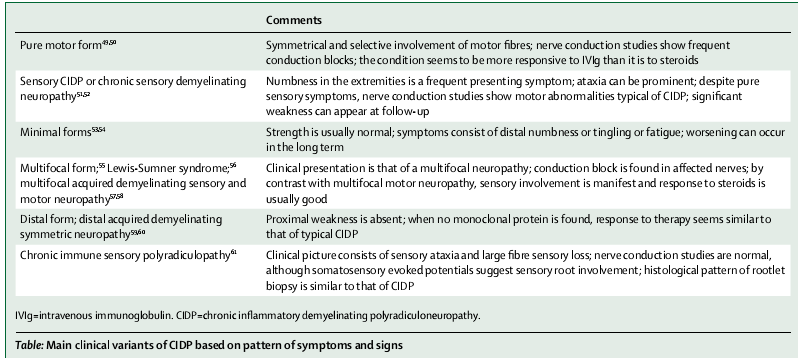 Comments
Pure motor form⁴⁹,⁵⁰
Symmetrical and selective involvement of motor fibres; nerve conduction studies show frequent
conduction blocks; the condition seems to be more responsive to IVIg than it is to steroids
Sensory CIDP or chronic sensory demyelinating
neuropathy⁵¹,⁵²
Numbness in the extremities is a frequent presenting symptom; ataxia can be prominent; despite pure
sensory symptoms, nerve conduction studies show motor abnormalities typical of CIDP; significant
weakness can appear at follow-up
Minimal forms⁵³,⁵⁴
Strength is usually normal; symptoms consist of distal numbness or tingling or fatigue; worsening can occur
in the long term
Multifocal form;⁵⁵ Lewis-Sumner syndrome;⁵⁶
multifocal acquired demyelinating sensory and
motor neuropathy⁵⁷,⁵⁸
Clinical presentation is that of a multifocal neuropathy; conduction block is found in affected nerves; by
contrast with multifocal motor neuropathy, sensory involvement is manifest and response to steroids is
usually good
Distal form; distal acquired demyelinating
symmetric neuropathy⁵⁹,⁶⁰
Proximal weakness is absent; when no monoclonal protein is found, response to therapy seems similar to
that of typical CIDP
Chronic immune sensory polyradiculopathy⁶¹
Clinical picture consists of sensory ataxia and large fibre sensory loss; nerve conduction studies are normal,
although somatosensory evoked potentials suggest sensory root involvement; histological pattern of rootlet
biopsy is similar to that of CIDP
IVIg=intravenous immunoglobulin. CIDP=chronic inflammatory demyelinating polyradiculoneuropathy.
Table: Main clinical variants of CIDP based on pattern of symptoms and signs